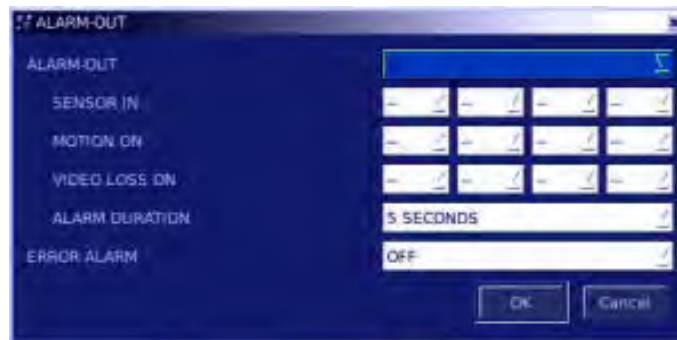 ALARM-OUT
ALARM-OUT
SENSOR IN -- -- -- --
MOTION ON -- -- -- --
VIDEO LOSS ON -- -- -- --
ALARM DURATION 5 SECONDS
ERROR ALARM OFF
OK Cancel